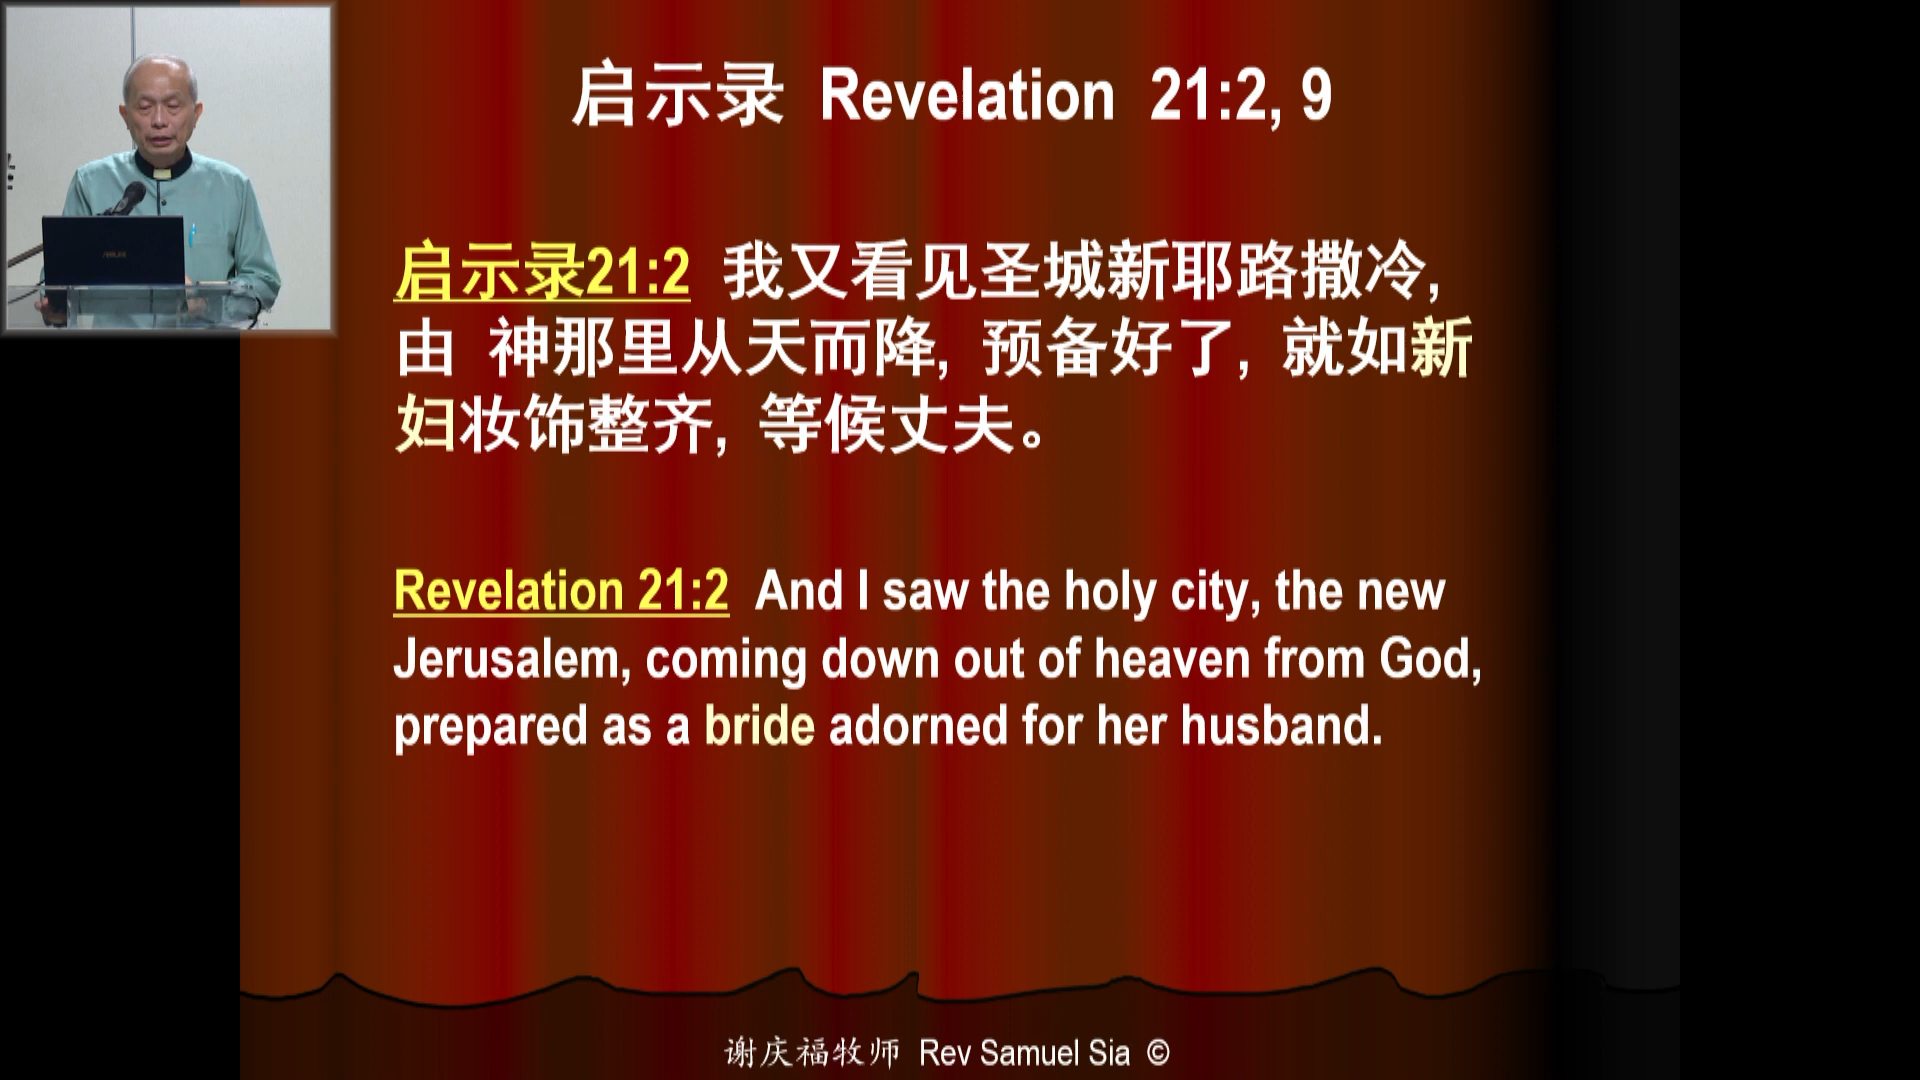 启示录 Revelation 21:2, 9
启示录21:2 我又看见圣城新耶路撒冷,
由 神那里从天而降, 预备好了, 就如新
妇妆饰整齐, 等候丈夫。
Revelation 21:2 And I saw the holy city, the new
Jerusalem, coming down out of heaven from God,
prepared as a bride adorned for her husband.
谢庆福牧师 Rev Samuel Sia ©